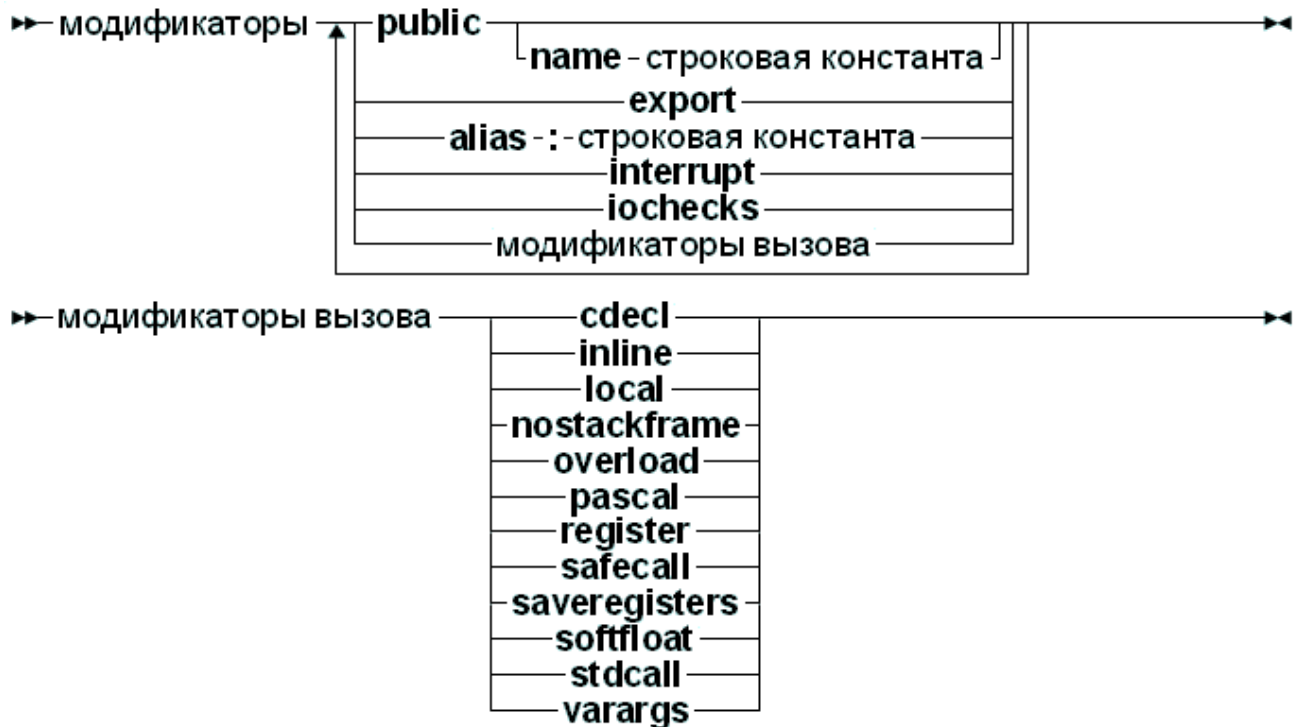 модификаторы public
name - строковая константа
export
alias - : - строковая константа
interrupt
iochecks
модификаторы вызова
модификаторы вызова cdecl
inline
local
nostackframe
overload
pascal
register
safecall
saveregisters
softfloat
stdcall
varargs